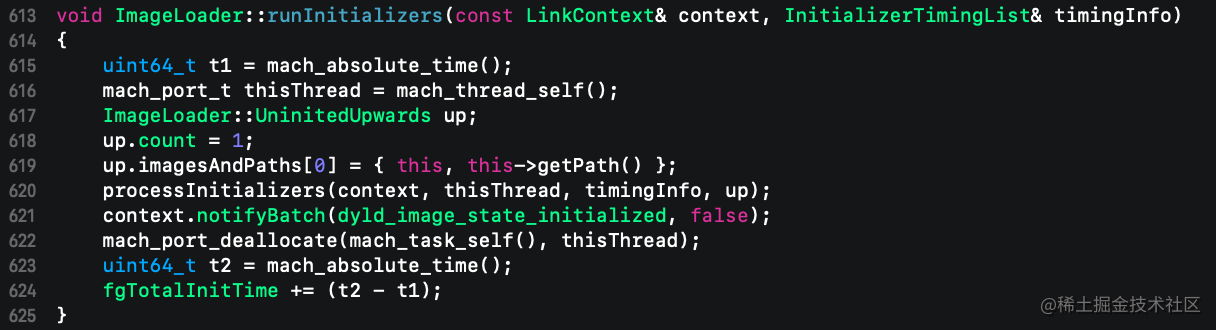 613 void ImageLoader::runInitializers(const LinkContext& context, InitializerTimingList& timingInfo)
614 {
615     uint64_t t1 = mach_absolute_time();
616     mach_port_t thisThread = mach_thread_self();
617     ImageLoader::UninitedUpwards up;
618     up.count = 1;
619     up.imagesAndPaths[0] = { this, this->getPath() };
620     processInitializers(context, thisThread, timingInfo, up);
621     context.notifyBatch(dyld_image_state_initialized, false);
622     mach_port_deallocate(mach_task_self(), thisThread);
623     uint64_t t2 = mach_absolute_time();
624     fgTotalInitTime += (t2 - t1);
625 }
@稀土掘金技术社区